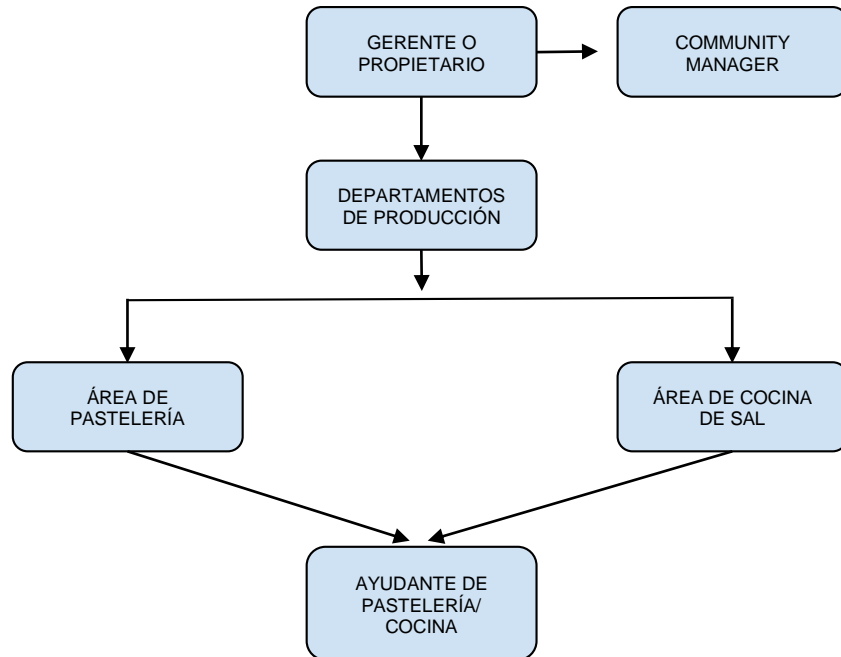 GERENTE O
PROPIETARIO
COMMUNITY
MANAGER
DEPARTAMENTOS
DE PRODUCCIÓN
ÁREA DE
PASTELERÍA
ÁREA DE COCINA
DE SAL
AYUDANTE DE
PASTELERÍA/
COCINA